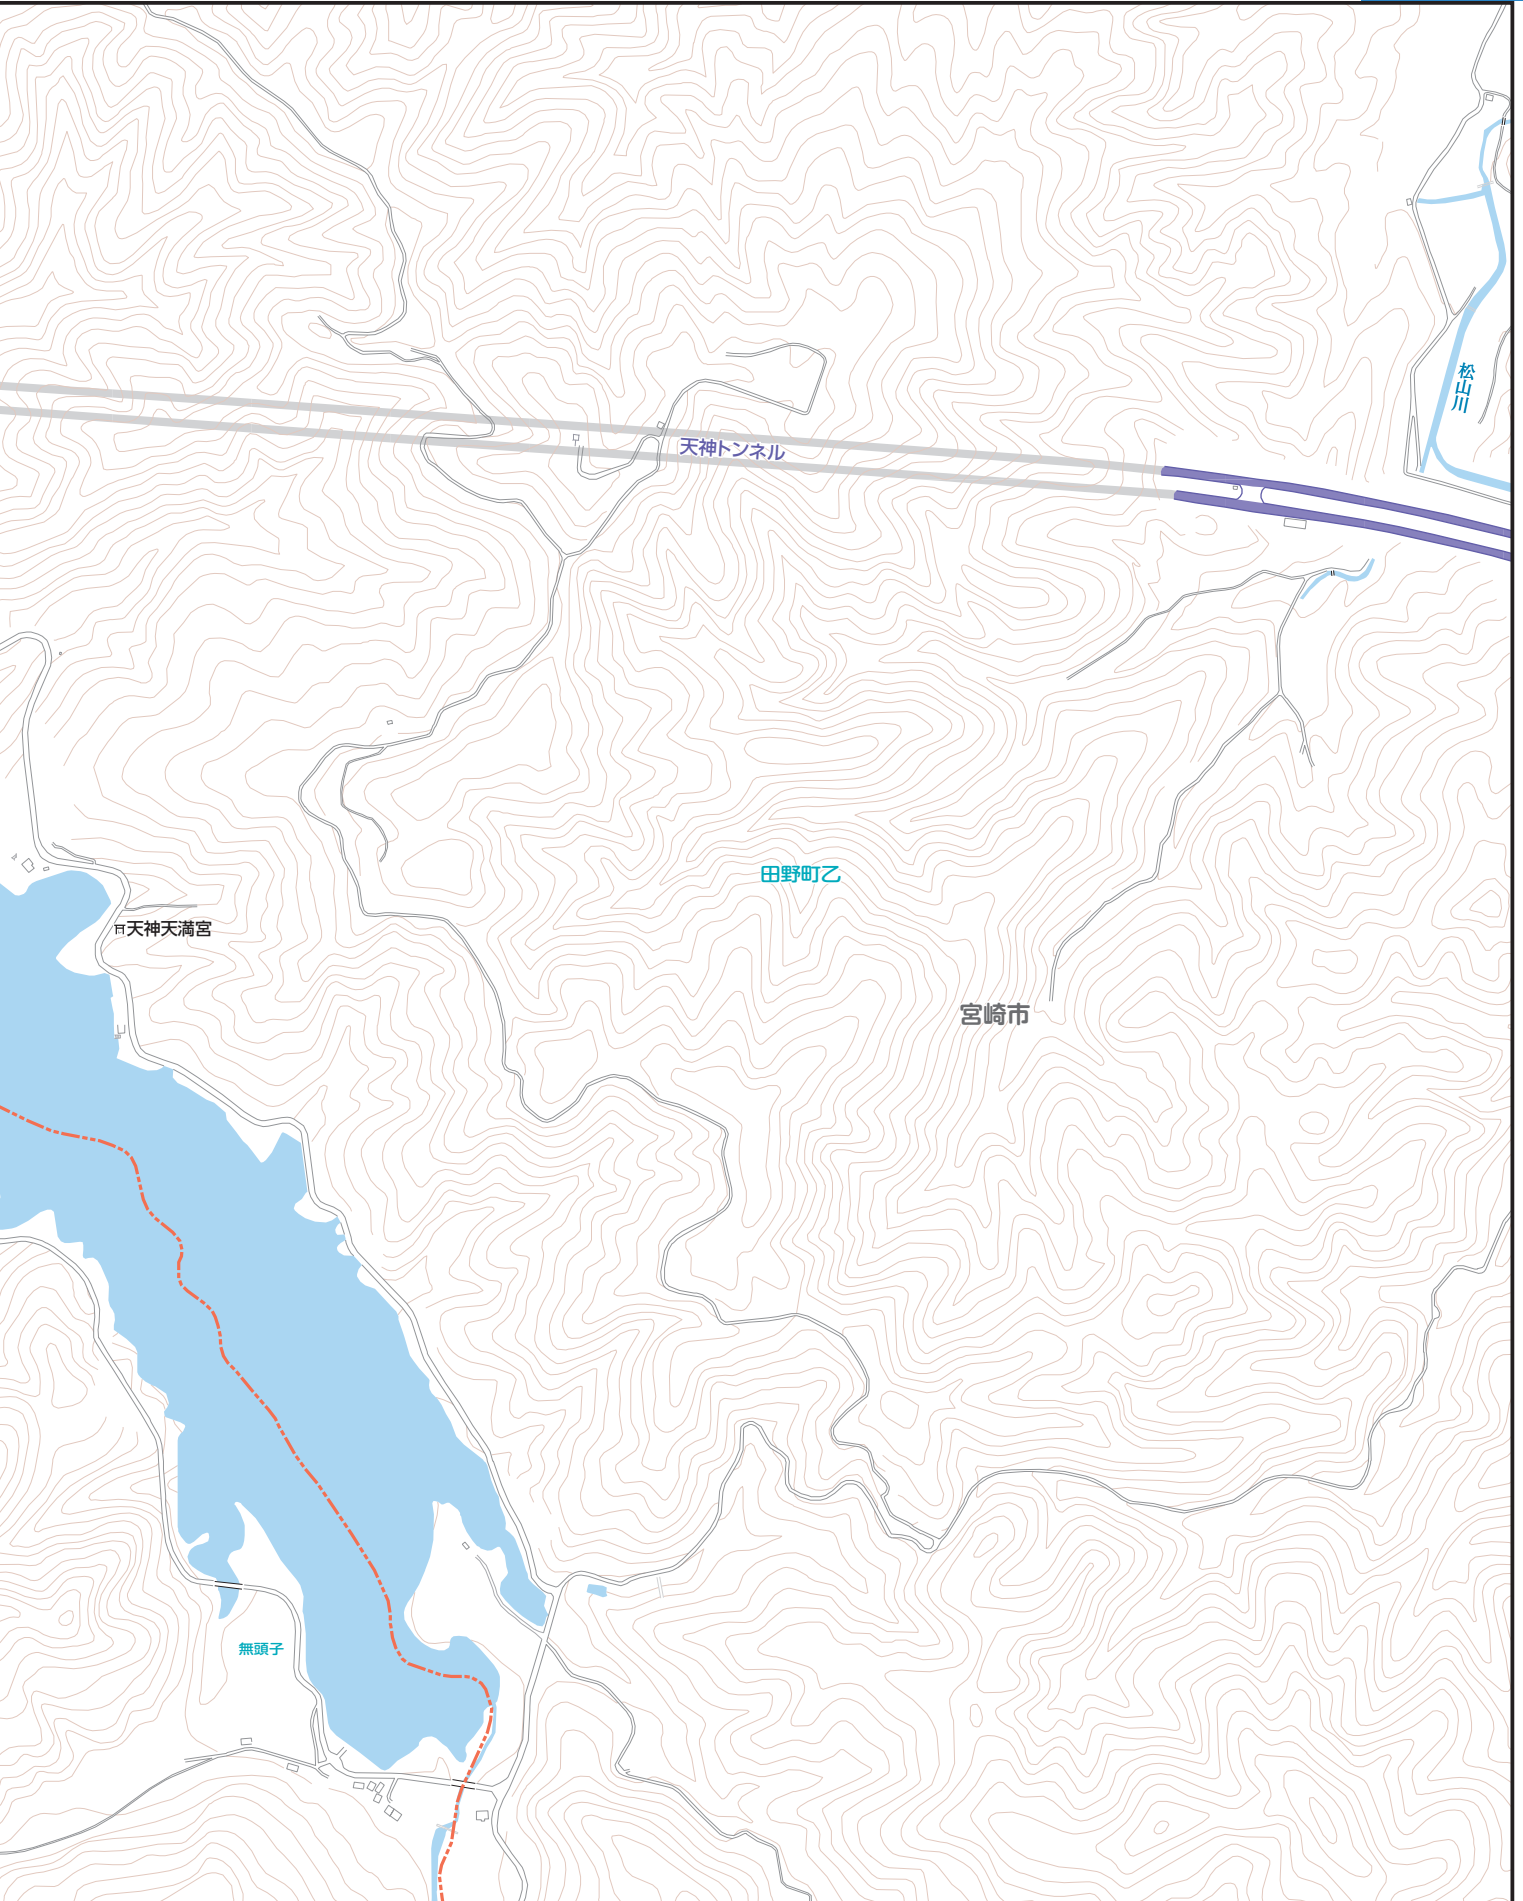 松山川
天神トンネル
田野町乙
天神天満宮
宮崎市
無頭子